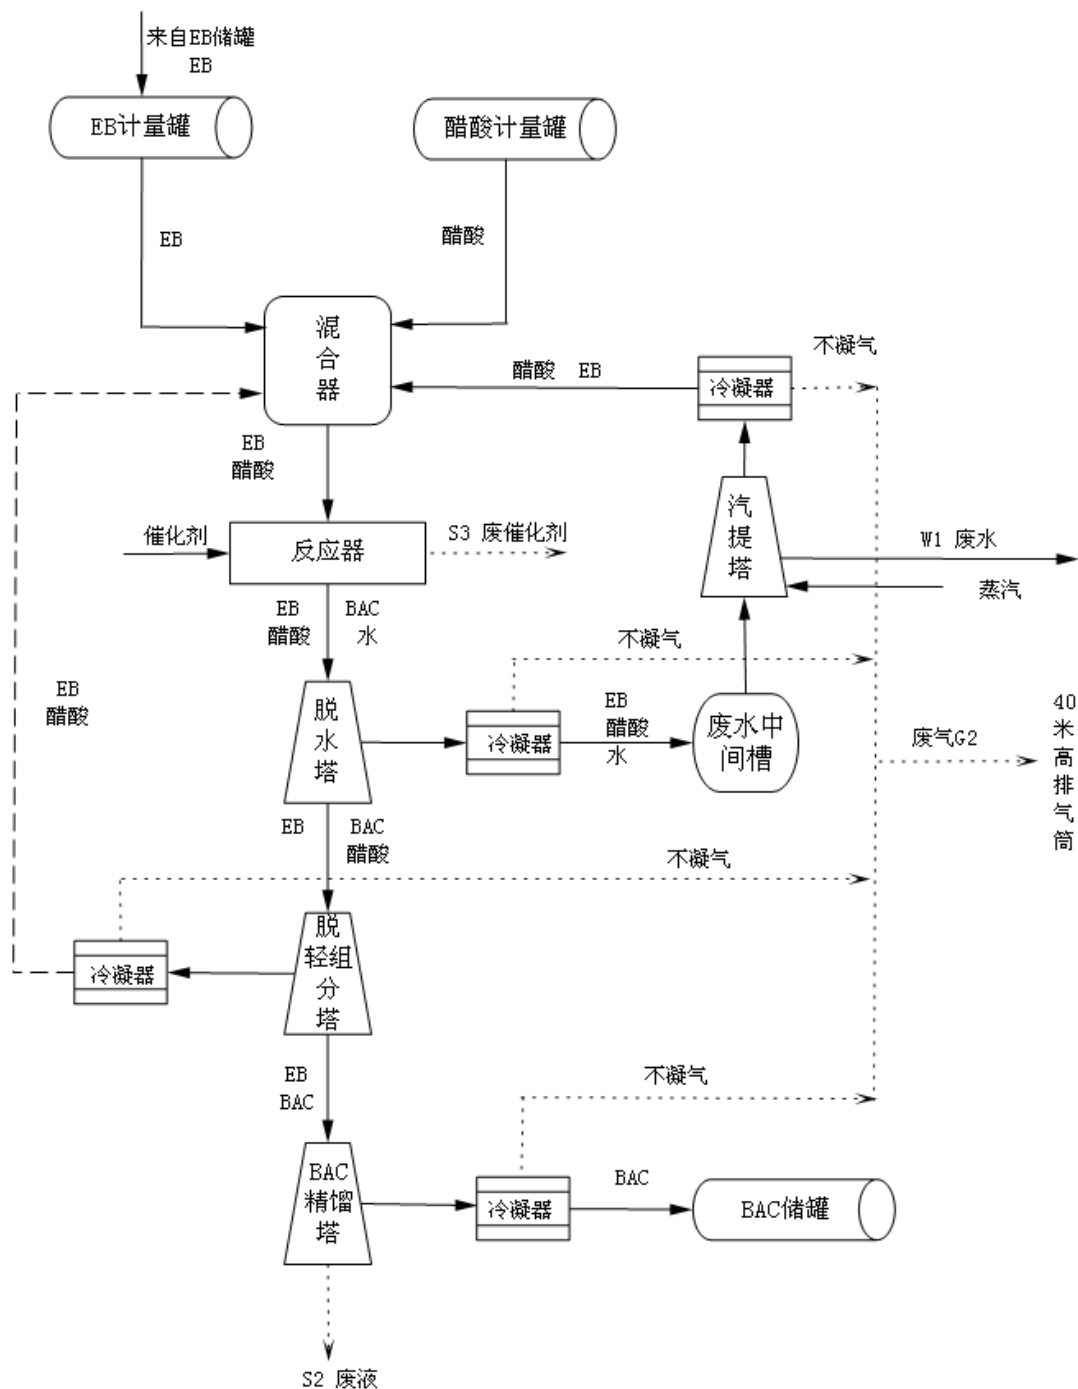 来自EB储罐
EB
EB计量罐
醋酸计量罐
EB
醋酸
混
合
器
不凝气
醋酸 EB
冷凝器
EB
醋酸
汽
提
塔
催化剂
反应器
S3 废催化剂
W1 废水
蒸汽
EB
醋酸
BAC
水
不凝气
EB
醋酸
脱
水
塔
冷凝器
EB
醋酸
水
废水中
间槽
废气G2
40
米
高
排
气
筒
EB
BAC
醋酸
不凝气
脱
轻组
分
塔
冷凝器
EB
BAC
不凝气
BAC
精馏
塔
冷凝器
BAC
BAC储罐
S2 废液